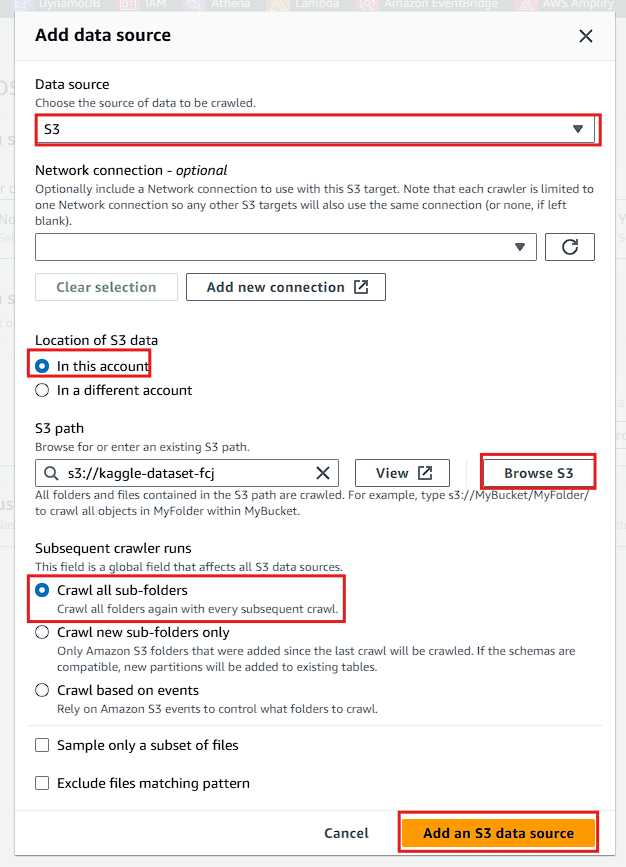 DynamoDB IAM Athena Lambda Amazon EventBridge AWS Amplify
Add data source
Data source
Choose the source of data to be crawled.
S3
Network connection - optional
Optionally include a Network connection to use with this S3 target. Note that each crawler is limited to
one Network connection so any other S3 targets will also use the same connection (or none, if left
blank).
Clear selection Add new connection
Location of S3 data
In this account
In a different account
S3 path
Browse for or enter an existing S3 path.
s3://kaggle-dataset-fcj View Browse S3
All folders and files contained in the S3 path are crawled. For example, type s3://MyBucket/MyFolder/
to crawl all objects in MyFolder within MyBucket.
Subsequent crawler runs
This field is a global field that affects all S3 data sources.
Crawl all sub-folders
Crawl all folders again with every subsequent crawl.
Crawl new sub-folders only
Only Amazon S3 folders that were added since the last crawl will be crawled. If the schemas are
compatible, new partitions will be added to existing tables.
Crawl based on events
Rely on Amazon S3 events to control what folders to crawl.
Sample only a subset of files
Exclude files matching pattern
Cancel Add an S3 data source